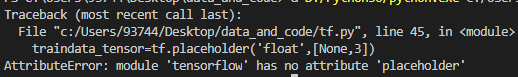 Traceback (most recent call last):
File "c:/Users/93744/Desktop/data_and_code/tf.py", line 45, in <module>
traindata_tensor=tf.placeholder('float',[None,3])
AttributeError: module 'tensorflow' has no attribute 'placeholder'